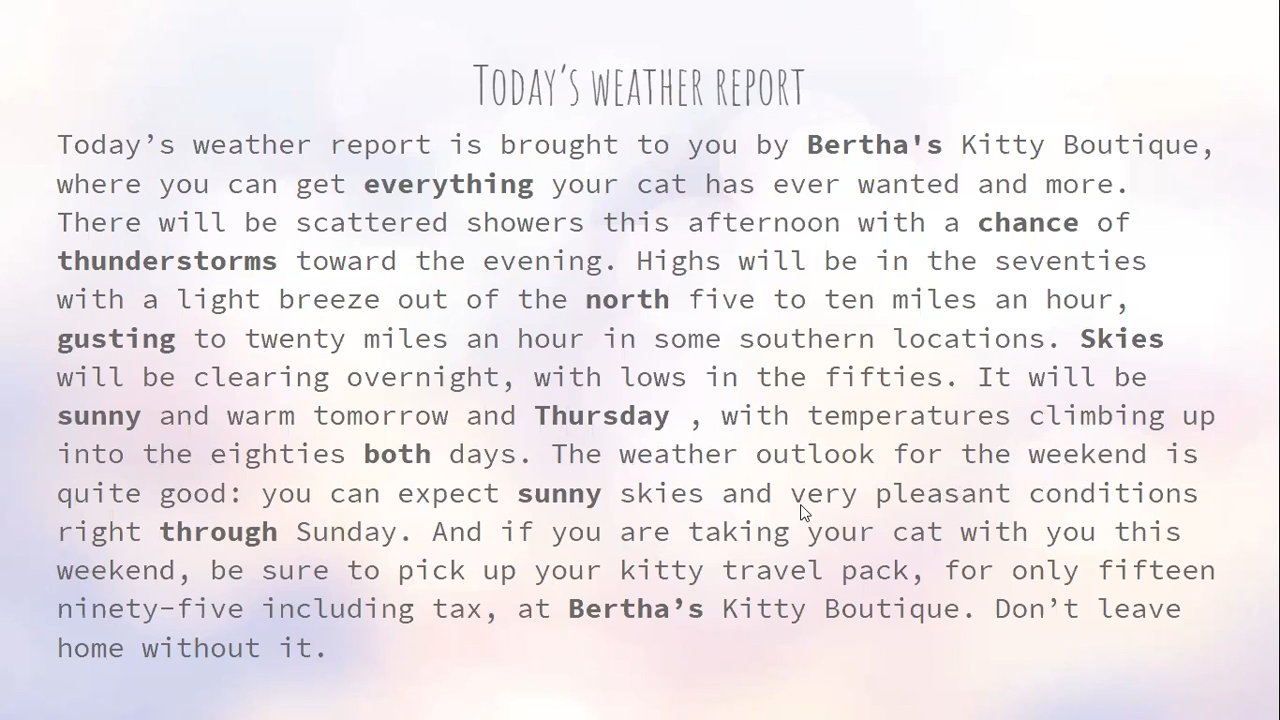 Today’s weather report
Today’s weather report is brought to you by Bertha's Kitty Boutique,
where you can get everything your cat has ever wanted and more.
There will be scattered showers this afternoon with a chance of
thunderstorms toward the evening. Highs will be in the seventies
with a light breeze out of the north five to ten miles an hour,
gusting to twenty miles an hour in some southern locations. Skies
will be clearing overnight, with lows in the fifties. It will be
sunny and warm tomorrow and Thursday , with temperatures climbing up
into the eighties both days. The weather outlook for the weekend is
quite good: you can expect sunny skies and very pleasant conditions
right through Sunday. And if you are taking your cat with you this
weekend, be sure to pick up your kitty travel pack, for only fifteen
ninety-five including tax, at Bertha’s Kitty Boutique. Don’t leave
home without it.